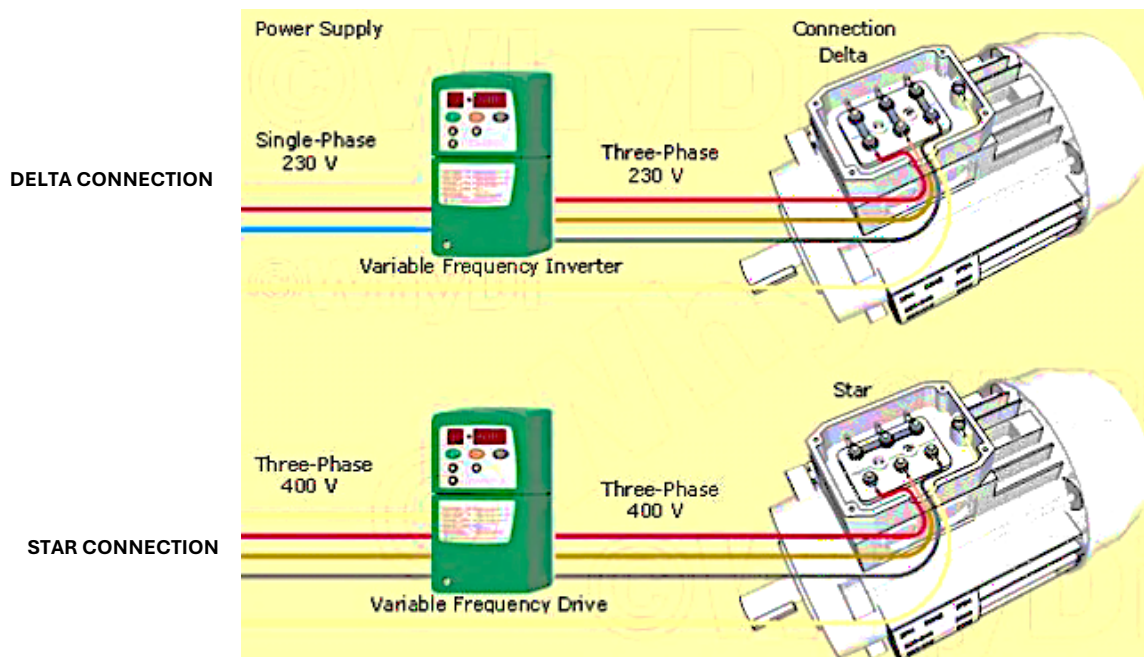 Power Supply
Connection
Delta
Single-Phase
230 V
Three-Phase
230 V
DELTA CONNECTION
Variable Frequency Inverter
Star
Three-Phase
400 V
Three-Phase
400 V
STAR CONNECTION
Variable Frequency Drive